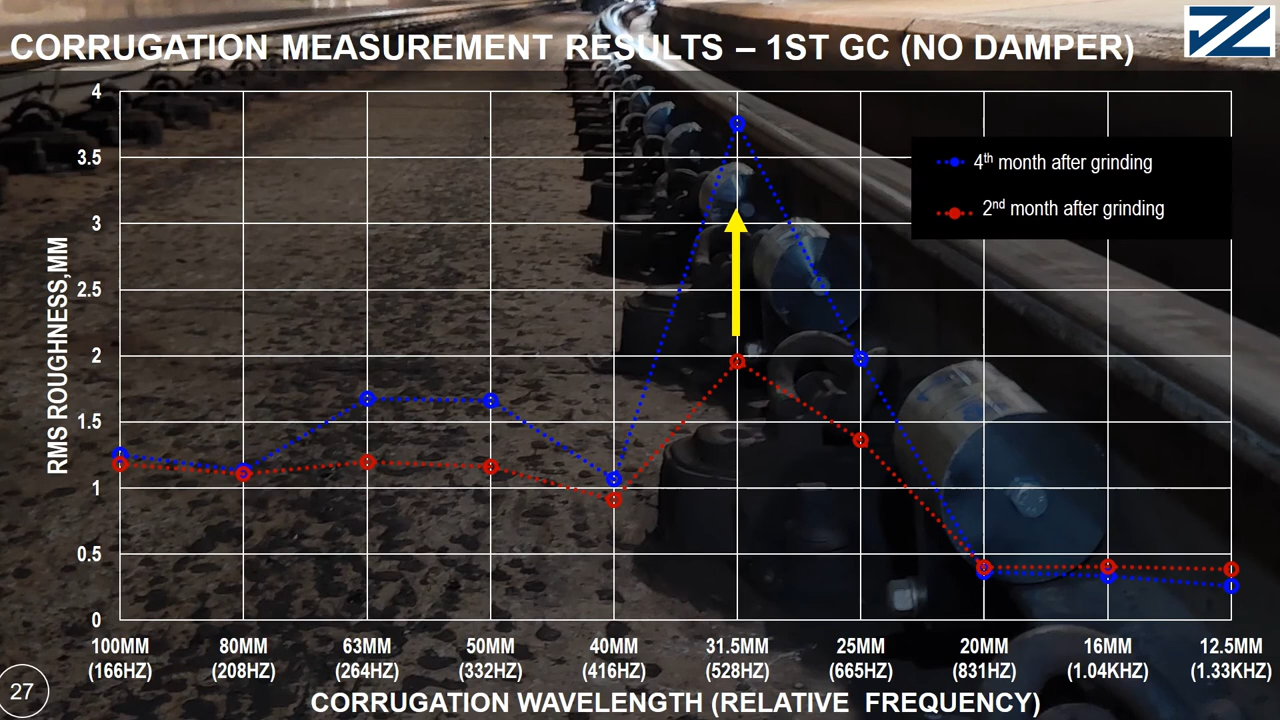 CORRUGATION MEASUREMENT RESULTS – 1ST GC (NO DAMPER)
4
3.5
3
2.5
2
1.5
1
0.5
0
RMS ROUGHNESS,MM
4th month after grinding
2nd month after grinding
100MM 80MM 63MM 50MM 40MM 31.5MM 25MM 20MM 16MM 12.5MM
(166HZ) (208HZ) (264HZ) (332HZ) (416HZ) (528HZ) (665HZ) (831HZ) (1.04KHZ) (1.33KHZ)
27
CORRUGATION WAVELENGTH (RELATIVE FREQUENCY)